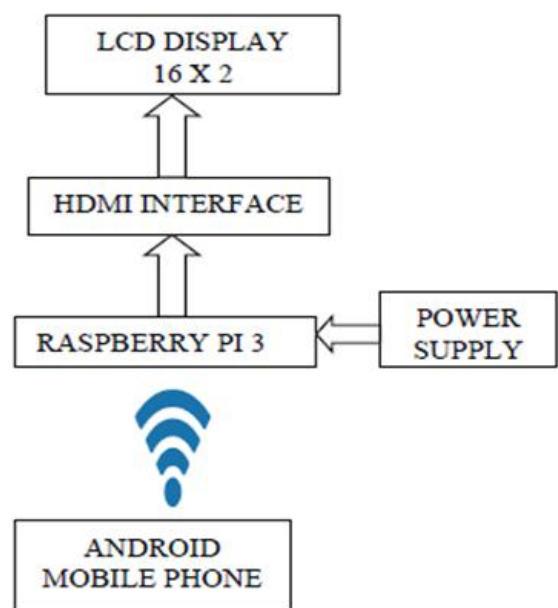 LCD DISPLAY
16 X 2
HDMI INTERFACE
RASPBERRY PI 3
POWER
SUPPLY
ANDROID
MOBILE PHONE